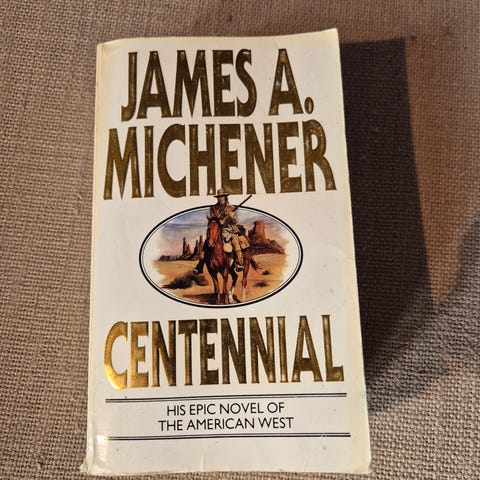 JAMES A.
MICHENER
CENTENNIAL
HIS EPIC NOVEL OF
THE AMERICAN WEST